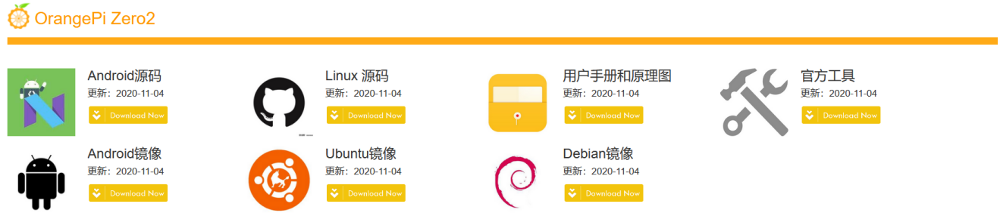 OrangePi Zero2
Android源码
更新：2020-11-04
Download Now
Linux 源码
更新：2020-11-04
Download Now
用户手册和原理图
更新：2020-11-04
Download Now
官方工具
更新：2020-11-04
Download Now
Android镜像
更新：2020-11-04
Download Now
Ubuntu镜像
更新：2020-11-04
Download Now
Debian镜像
更新：2020-11-04
Download Now